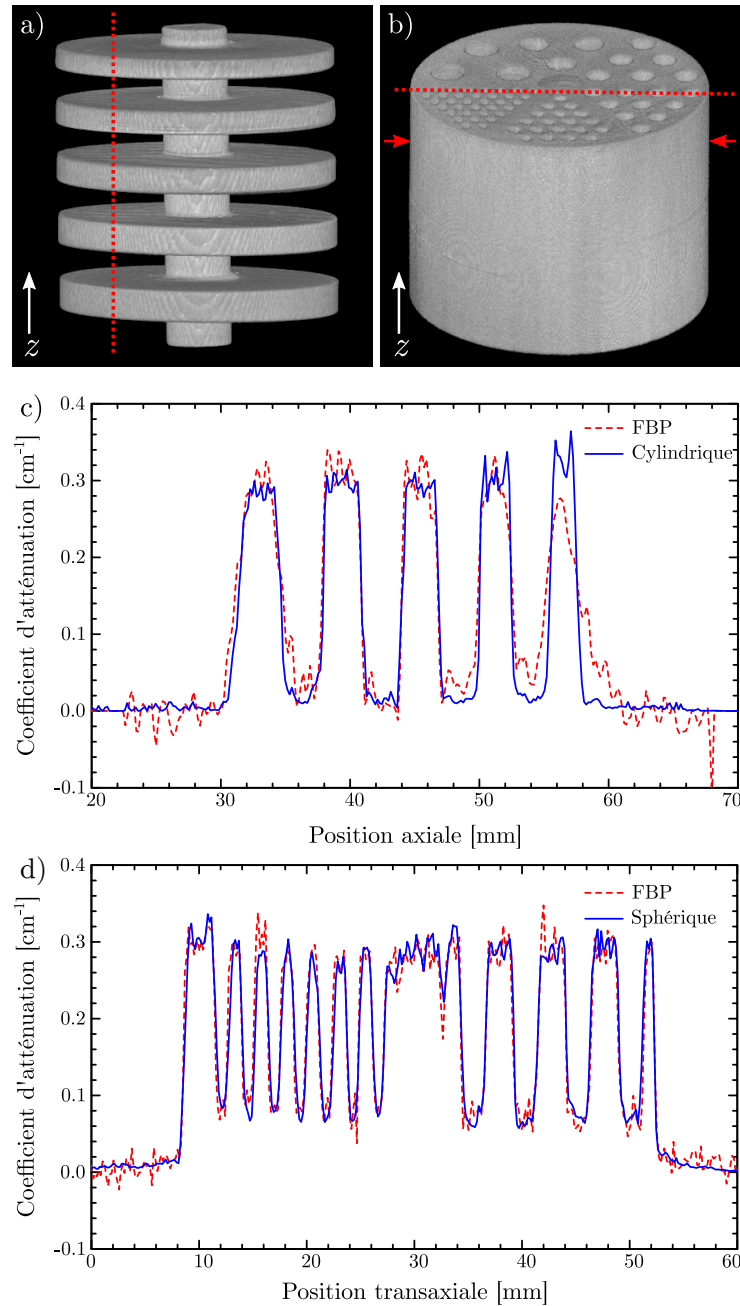 a)
z
b)
z
c)
Coefficient d'atténuation [cm⁻¹]
0.4
0.3
0.2
0.1
0.0
-0.1
FBP
Cylindrique
20 30 40 50 60 70
Position axiale [mm]
d)
Coefficient d'atténuation [cm⁻¹]
0.4
0.3
0.2
0.1
0.0
-0.1
FBP
Sphérique
0 10 20 30 40 50 60
Position transaxiale [mm]